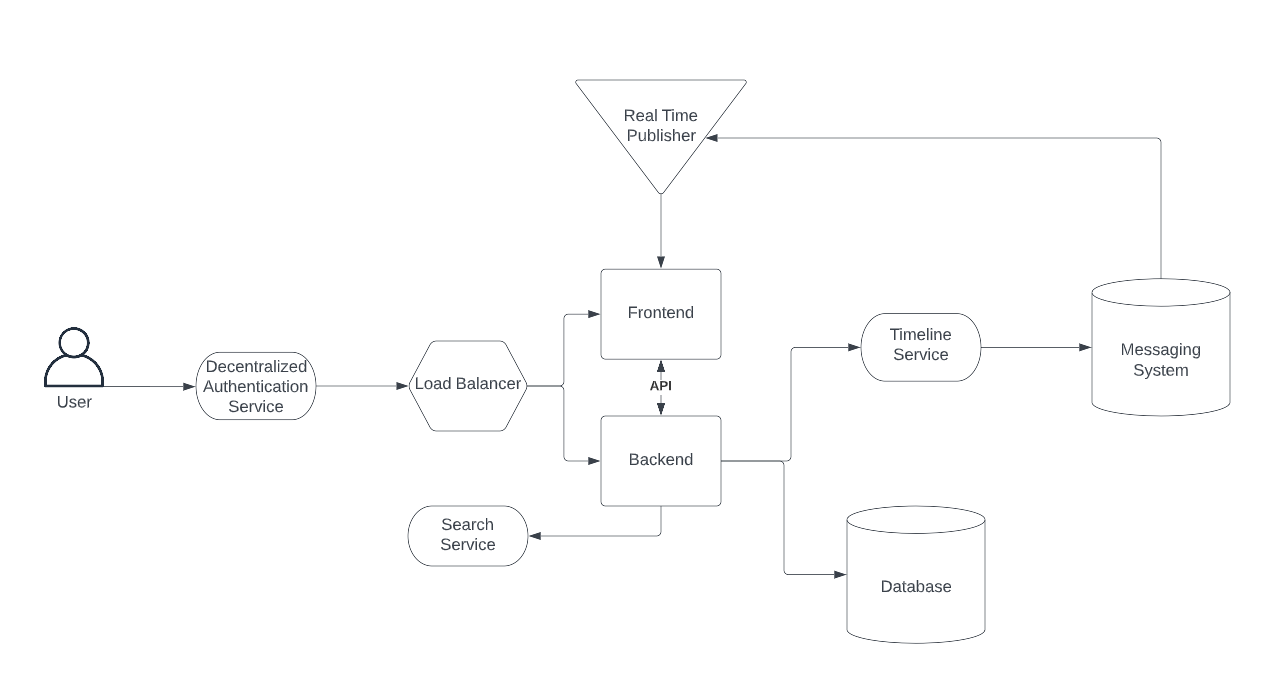 Real Time
Publisher
Frontend
Timeline
Service
Messaging
System
Decentralized
Authentication
Service
Load Balancer
API
User
Backend
Search
Service
Database